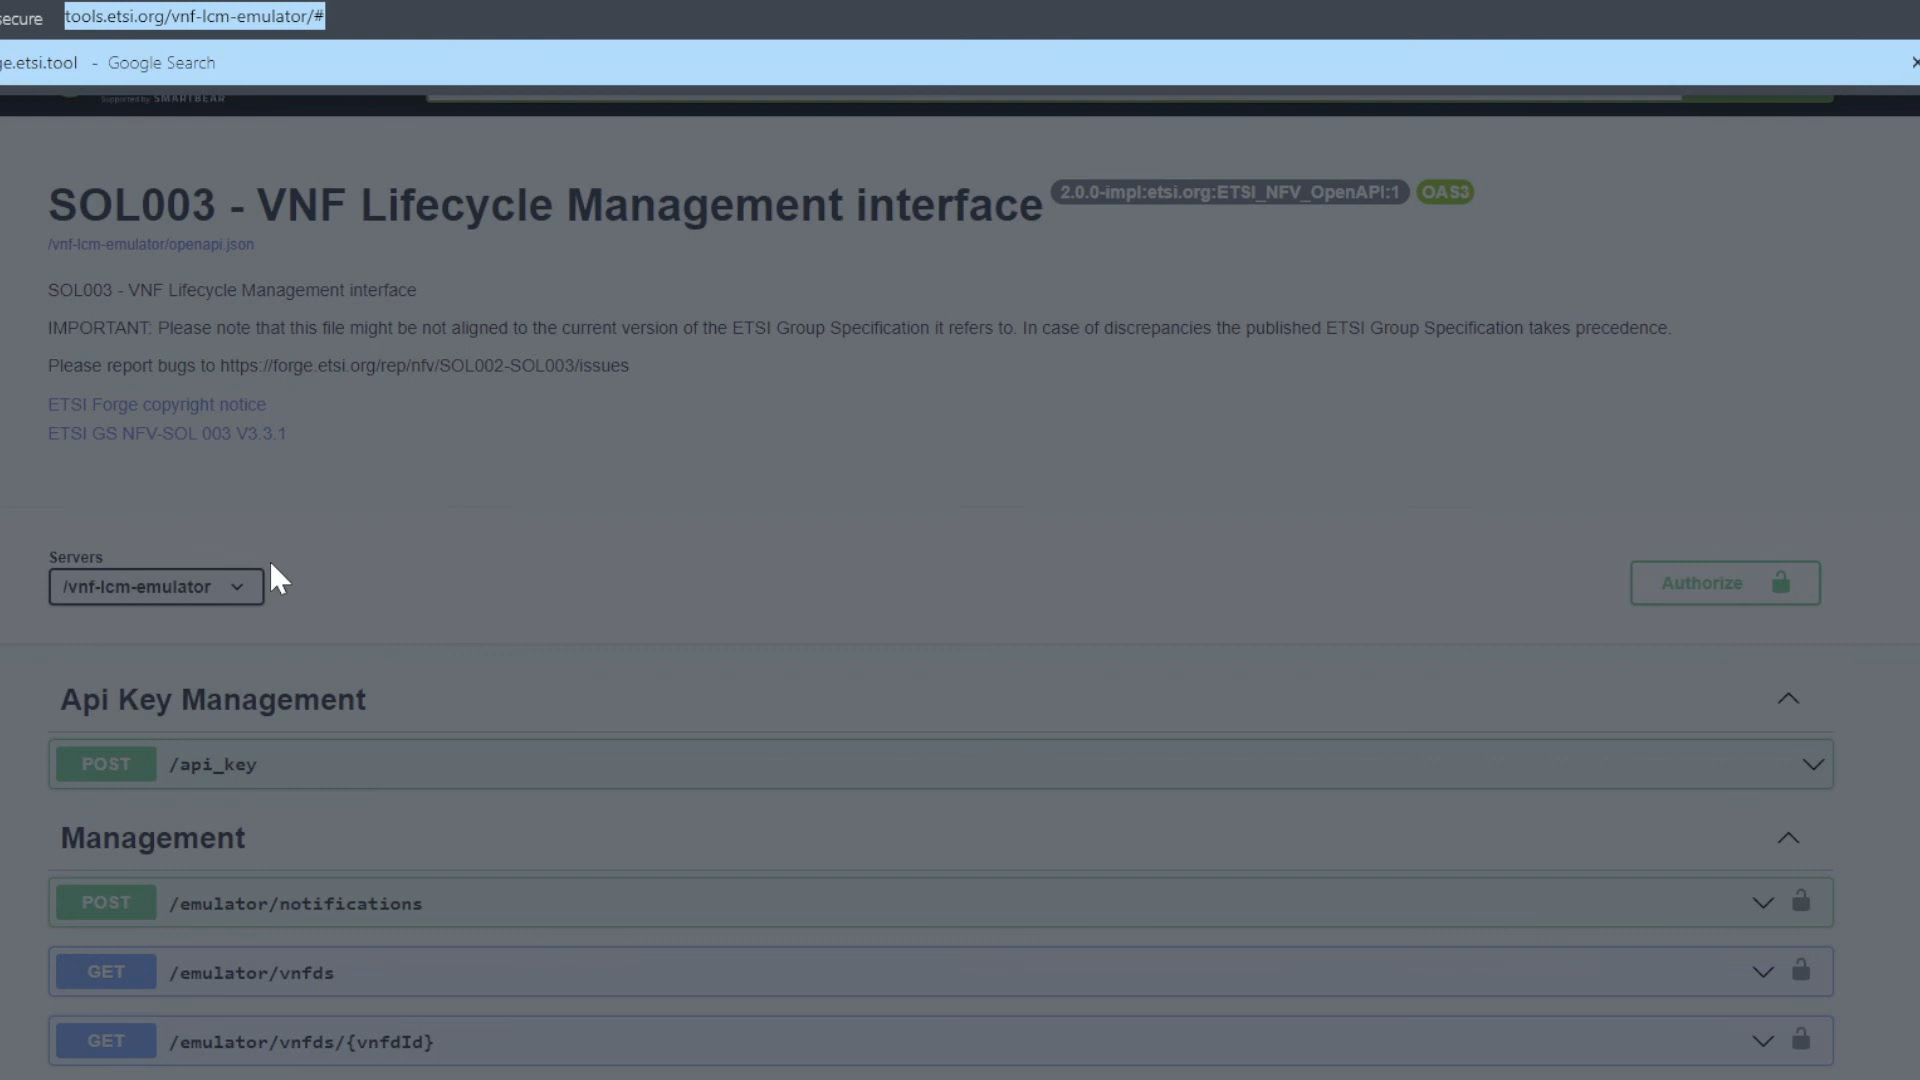 secure tools.etsi.org/vnf-lcm-emulator/#
ge.etsi.tool - Google Search
Supported by SMARTBEAR
SOL003 - VNF Lifecycle Management interface 2.0.0-impl:etsi.org:ETSI_NFV_OpenAPI:1 OAS3
/vnf-lcm-emulator/openapi.json
SOL003 - VNF Lifecycle Management interface
IMPORTANT: Please note that this file might be not aligned to the current version of the ETSI Group Specification it refers to. In case of discrepancies the published ETSI Group Specification takes precedence.
Please report bugs to https://forge.etsi.org/rep/nfv/SOL002-SOL003/issues
ETSI Forge copyright notice
ETSI GS NFV-SOL 003 V3.3.1
Servers
/vnf-lcm-emulator
Authorize
Api Key Management
POST /api_key
Management
POST /emulator/notifications
GET /emulator/vnfds
GET /emulator/vnfds/{vnfdId}